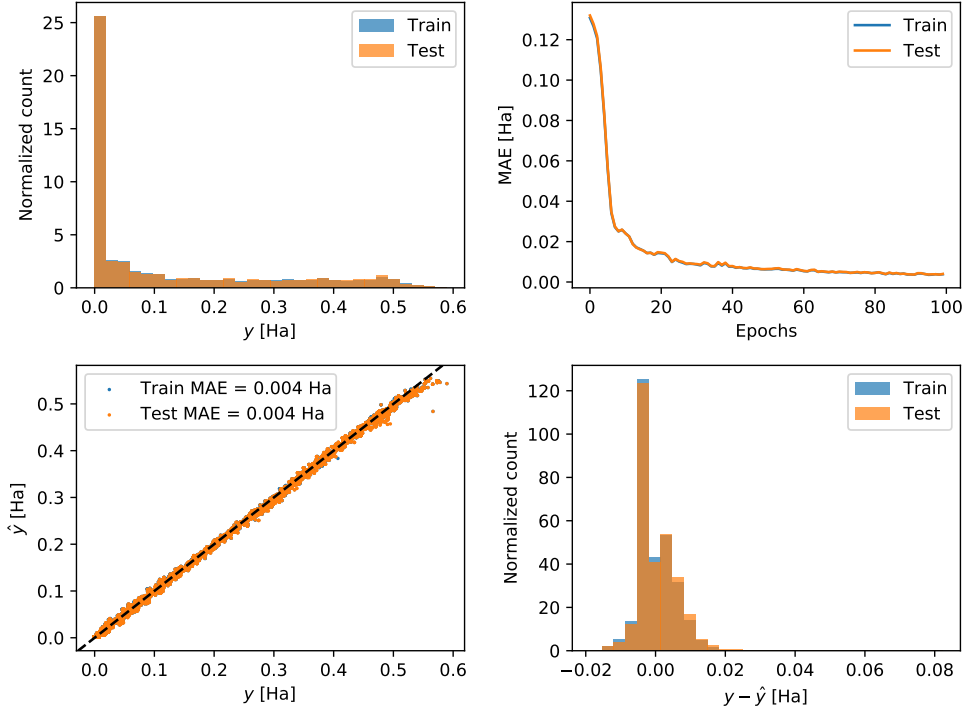 25
20
15
10
5
0
Normalized count
0.0 0.1 0.2 0.3 0.4 0.5 0.6
y [Ha]
Train
Test
0.12
0.10
0.08
0.06
0.04
0.02
0.00
MAE [Ha]
0 20 40 60 80 100
Epochs
Train
Test
0.5
0.4
0.3
0.2
0.1
0.0
ŷ [Ha]
0.0 0.1 0.2 0.3 0.4 0.5 0.6
y [Ha]
Train MAE = 0.004 Ha
Test MAE = 0.004 Ha
120
100
80
60
40
20
0
Normalized count
−0.02 0.00 0.02 0.04 0.06 0.08
y − ŷ [Ha]
Train
Test